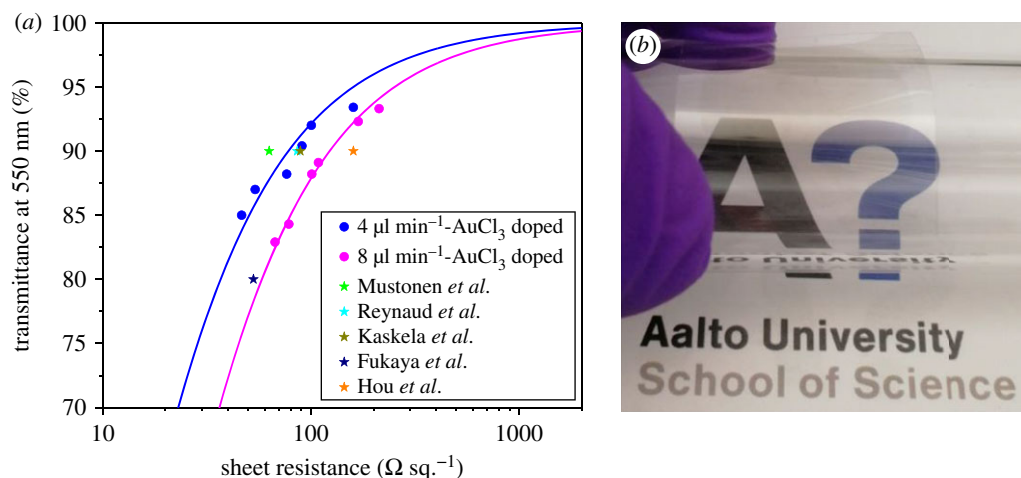 (a)
100
95
90
85
80
75
70
transmittance at 550 nm (%)
4 µl min⁻¹-AuCl₃ doped
8 µl min⁻¹-AuCl₃ doped
Mustonen et al.
Reynaud et al.
Kaskela et al.
Fukaya et al.
Hou et al.
10
100
1000
sheet resistance (Ω sq.⁻¹)
(b)
A?
Aalto University
School of Science